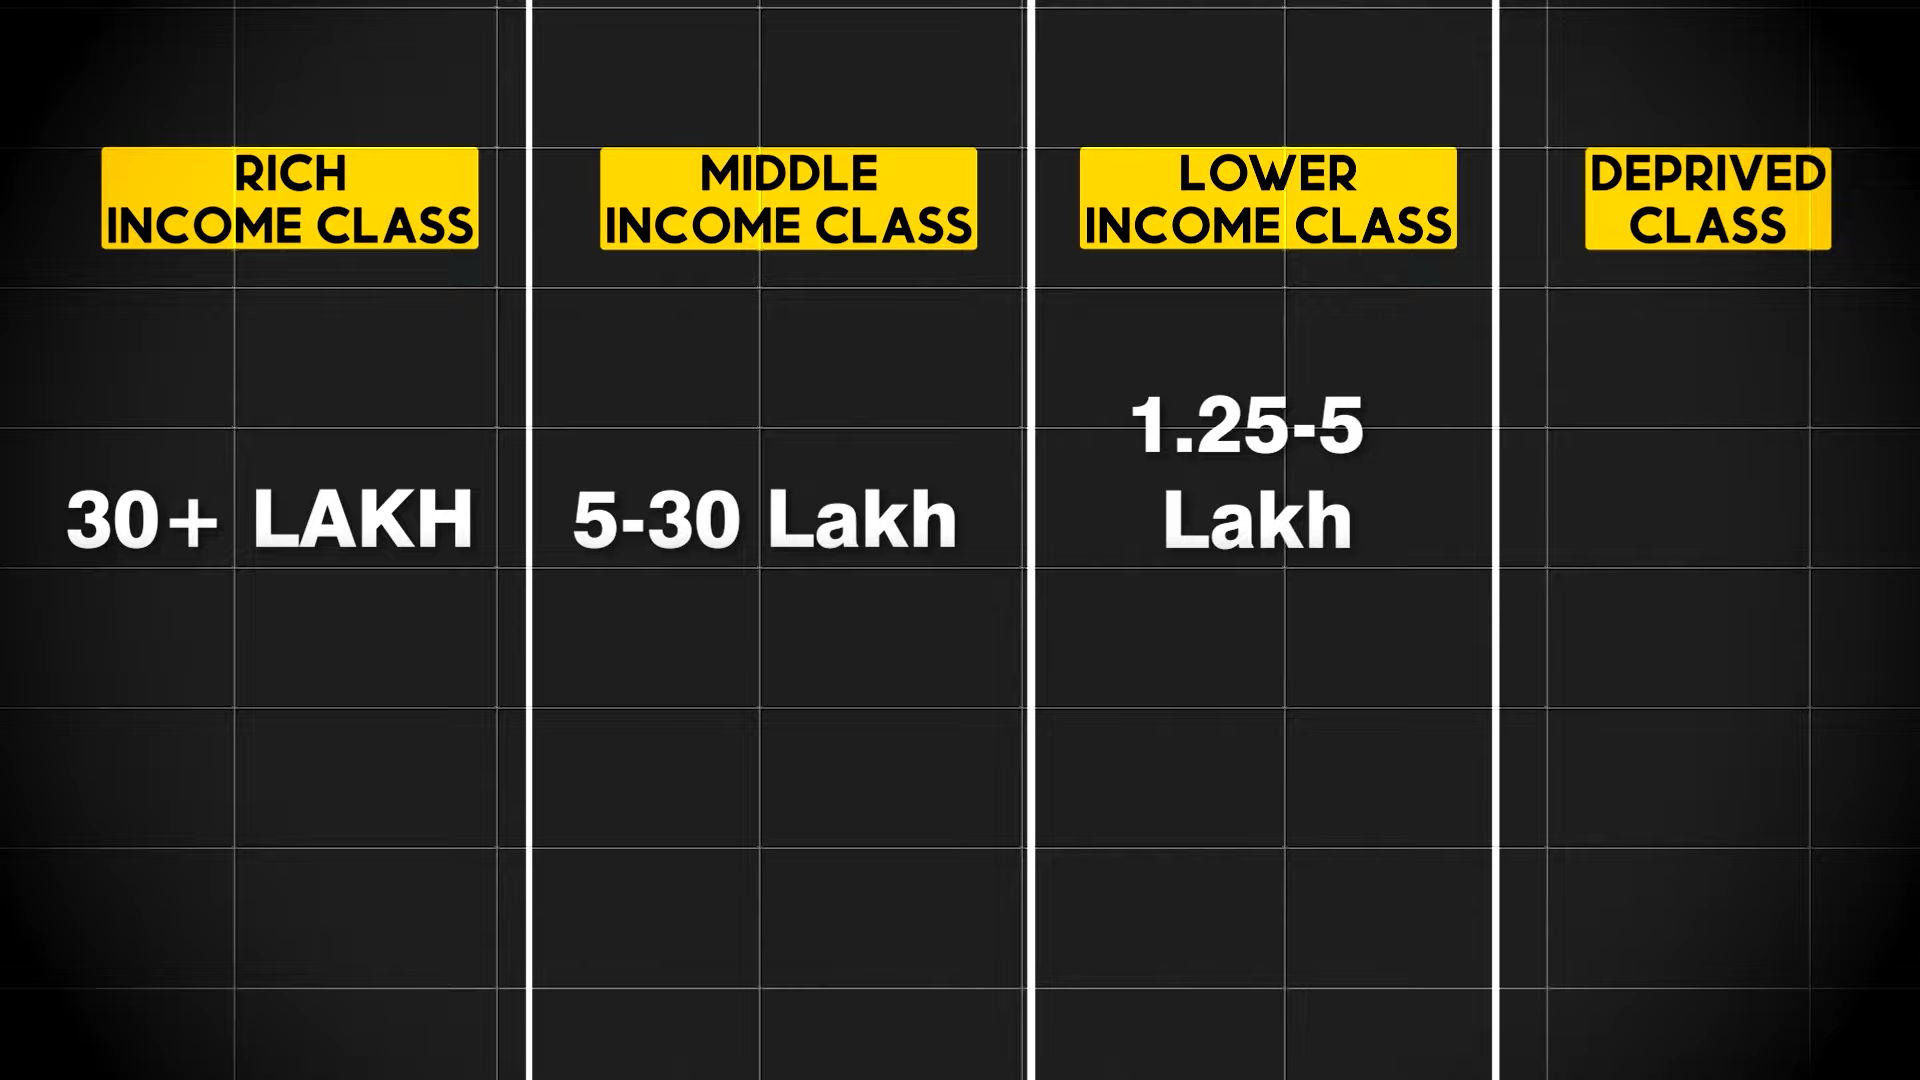 RICH
INCOME CLASS
MIDDLE
INCOME CLASS
LOWER
INCOME CLASS
DEPRIVED
CLASS
30+ LAKH
5-30 Lakh
1.25-5
Lakh